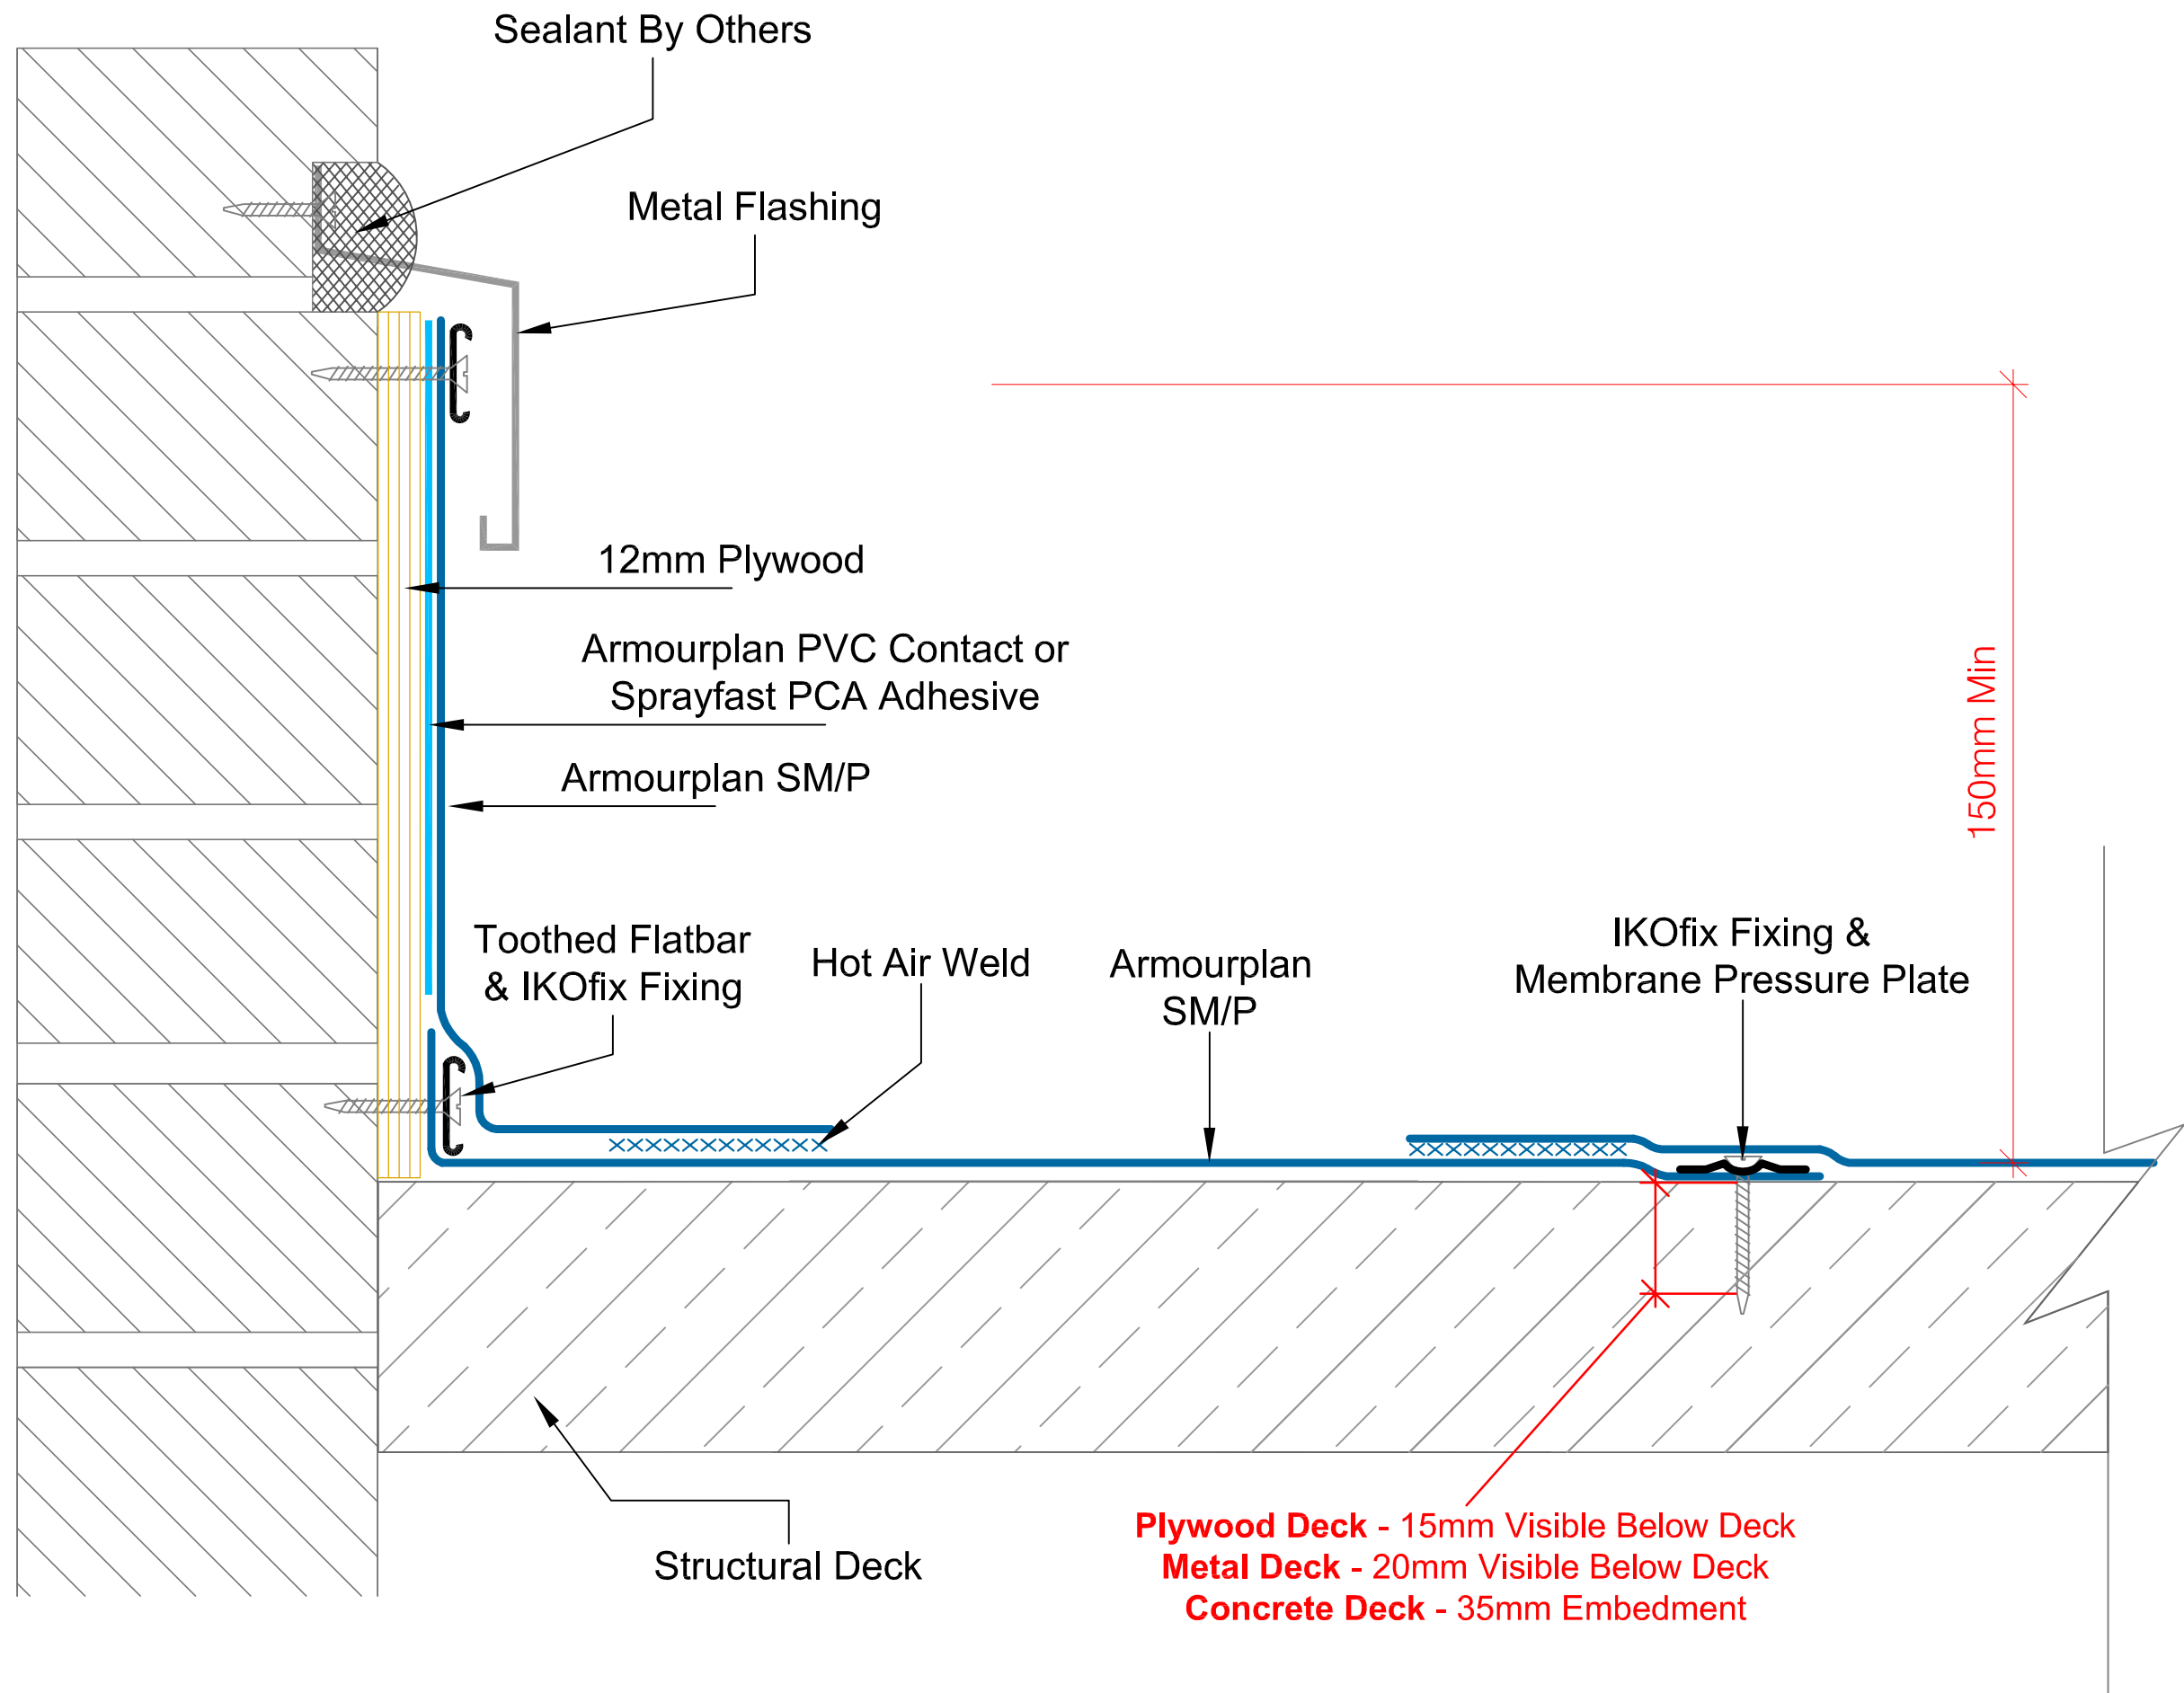 Sealant By Others
Metal Flashing
12mm Plywood
Armourplan PVC Contact or
Sprayfast PCA Adhesive
Armourplan SM/P
150mm Min
Toothed Flatbar
& IKOfix Fixing
Hot Air Weld
Armourplan
SM/P
IKOfix Fixing &
Membrane Pressure Plate
Structural Deck
Plywood Deck - 15mm Visible Below Deck
Metal Deck - 20mm Visible Below Deck
Concrete Deck - 35mm Embedment